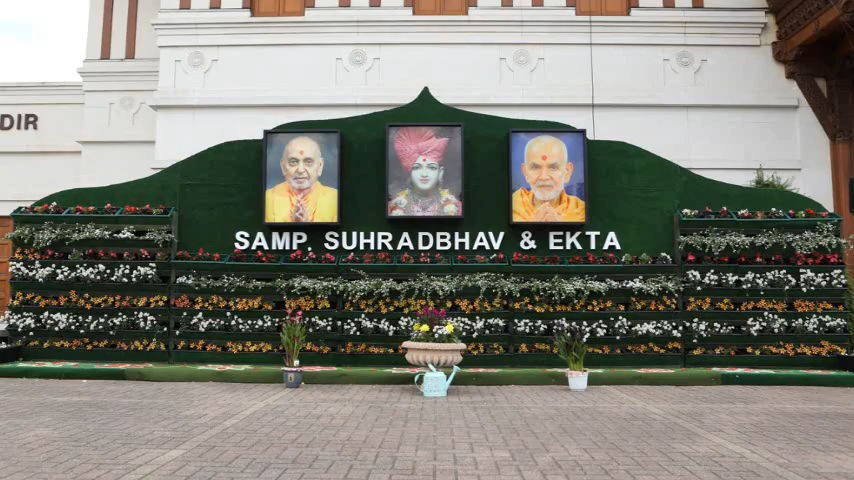 DIR
SAMP, SUHRADBHAV & EKTA